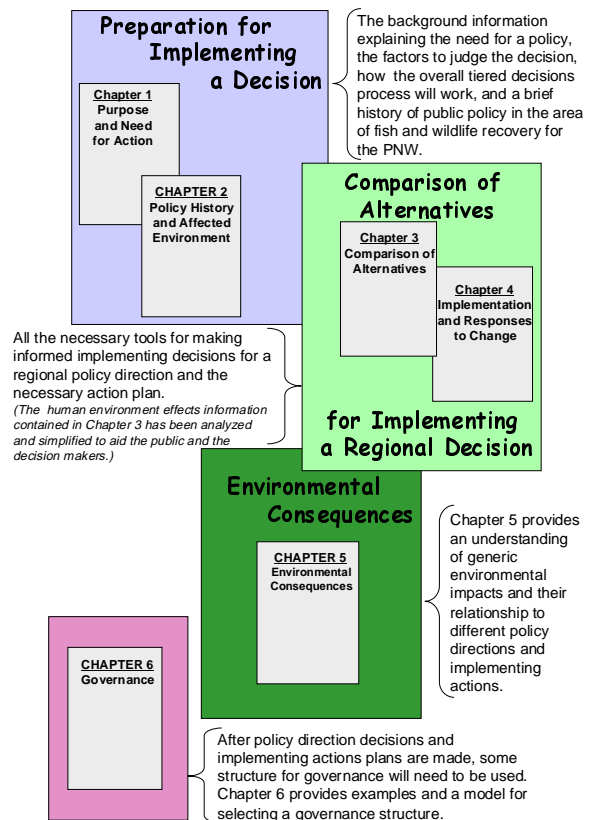 Preparation for
Implementing
a Decision
Chapter 1
Purpose
and Need
for Action
CHAPTER 2
Policy History
and Affected
Environment
The background information
explaining the need for a policy,
the factors to judge the decision,
how the overall tiered decisions
process will work, and a brief
history of public policy in the area
of fish and wildlife recovery for
the PNW.
Comparison of
Alternatives
Chapter 3
Comparison of
Alternatives
Chapter 4
Implementation
and Responses
to Change
for Implementing
a Regional Decision
All the necessary tools for making
informed implementing decisions for a
regional policy direction and the
necessary action plan.
(The human environment effects information
contained in Chapter 3 has been analyzed
and simplified to aid the public and the
decision makers.)
Environmental
Consequences
CHAPTER 5
Environmental
Consequences
Chapter 5 provides
an understanding
of generic
environmental
impacts and their
relationship to
different policy
directions and
implementing
actions.
CHAPTER 6
Governance
After policy direction decisions and
implementing actions plans are made, some
structure for governance will need to be used.
Chapter 6 provides examples and a model for
selecting a governance structure.